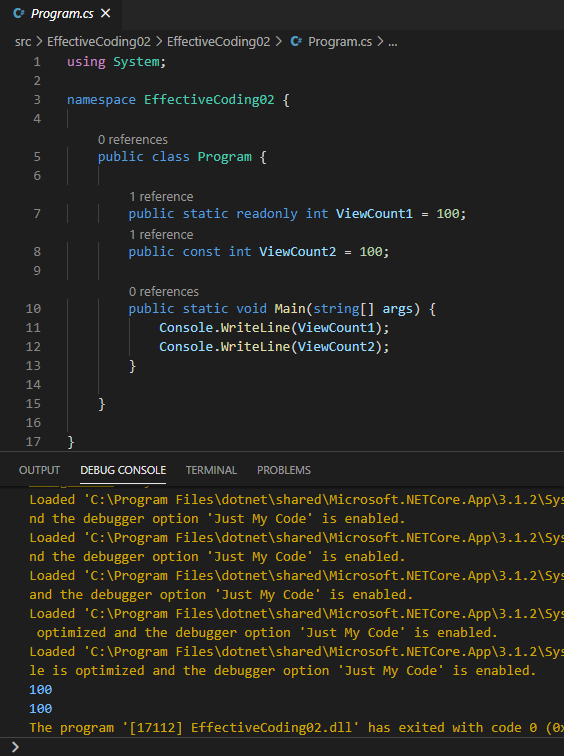 Program.cs
src > EffectiveCoding02 > EffectiveCoding02 > Program.cs > ...
1 using System;
2
3 namespace EffectiveCoding02 {
4
0 references
5 public class Program {
6
1 reference
7 public static readonly int ViewCount1 = 100;
1 reference
8 public const int ViewCount2 = 100;
9
0 references
10 public static void Main(string[] args) {
11 Console.WriteLine(ViewCount1);
12 Console.WriteLine(ViewCount2);
13 }
14
15 }
16
17 }
OUTPUT DEBUG CONSOLE TERMINAL PROBLEMS
Loaded 'C:\Program Files\dotnet\shared\Microsoft.NETCore.App\3.1.2\Sys
nd the debugger option 'Just My Code' is enabled.
Loaded 'C:\Program Files\dotnet\shared\Microsoft.NETCore.App\3.1.2\Sys
nd the debugger option 'Just My Code' is enabled.
Loaded 'C:\Program Files\dotnet\shared\Microsoft.NETCore.App\3.1.2\Sys
and the debugger option 'Just My Code' is enabled.
Loaded 'C:\Program Files\dotnet\shared\Microsoft.NETCore.App\3.1.2\Sys
optimized and the debugger option 'Just My Code' is enabled.
Loaded 'C:\Program Files\dotnet\shared\Microsoft.NETCore.App\3.1.2\Sys
le is optimized and the debugger option 'Just My Code' is enabled.
100
100
The program '[17112] EffectiveCoding02.dll' has exited with code 0 (0x
>